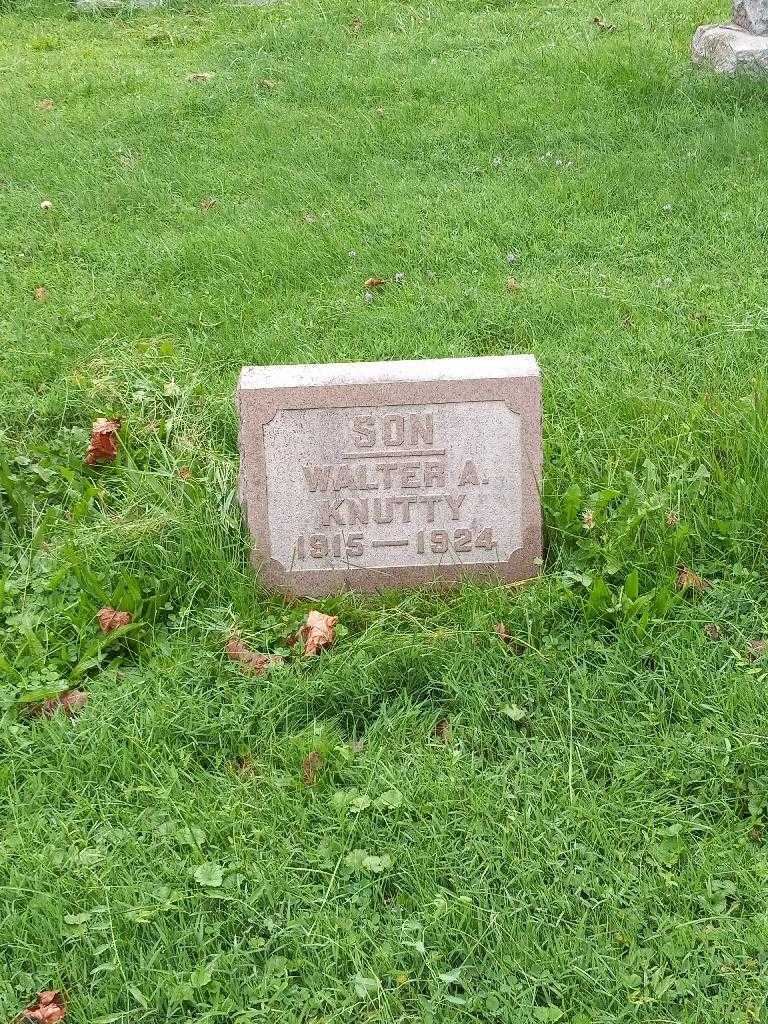 SON
WALTER A.
KNUTTY
1915 — 1924